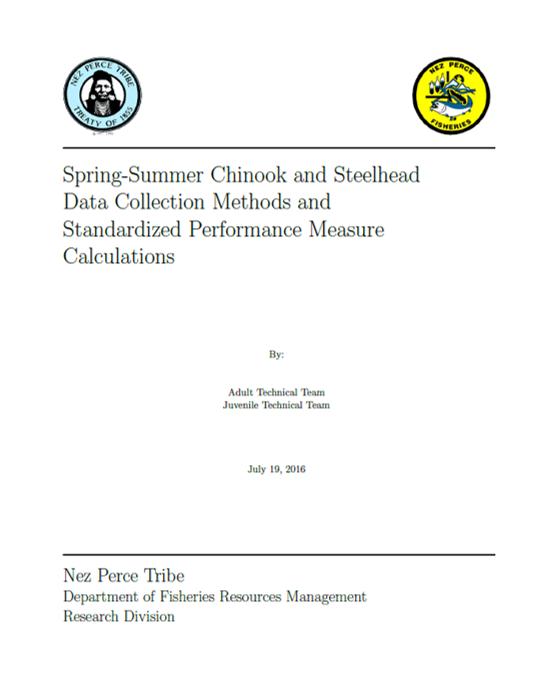 NEZ PERCE TRIBE
TREATY OF 1855
NEZ PERCE
FISHERIES
Spring-Summer Chinook and Steelhead
Data Collection Methods and
Standardized Performance Measure
Calculations
By:
Adult Technical Team
Juvenile Technical Team
July 19, 2016
Nez Perce Tribe
Department of Fisheries Resources Management
Research Division